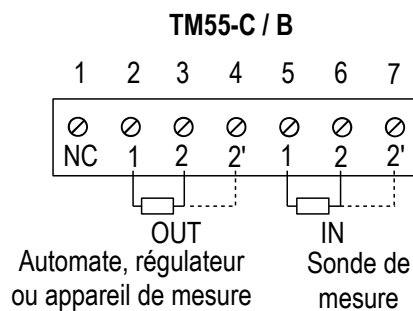 TM55-C / B
1 2 3 4 5 6 7
NC 1 2 2' 1 2 2'
OUT IN
Automate, régulateur Sonde de
ou appareil de mesure mesure